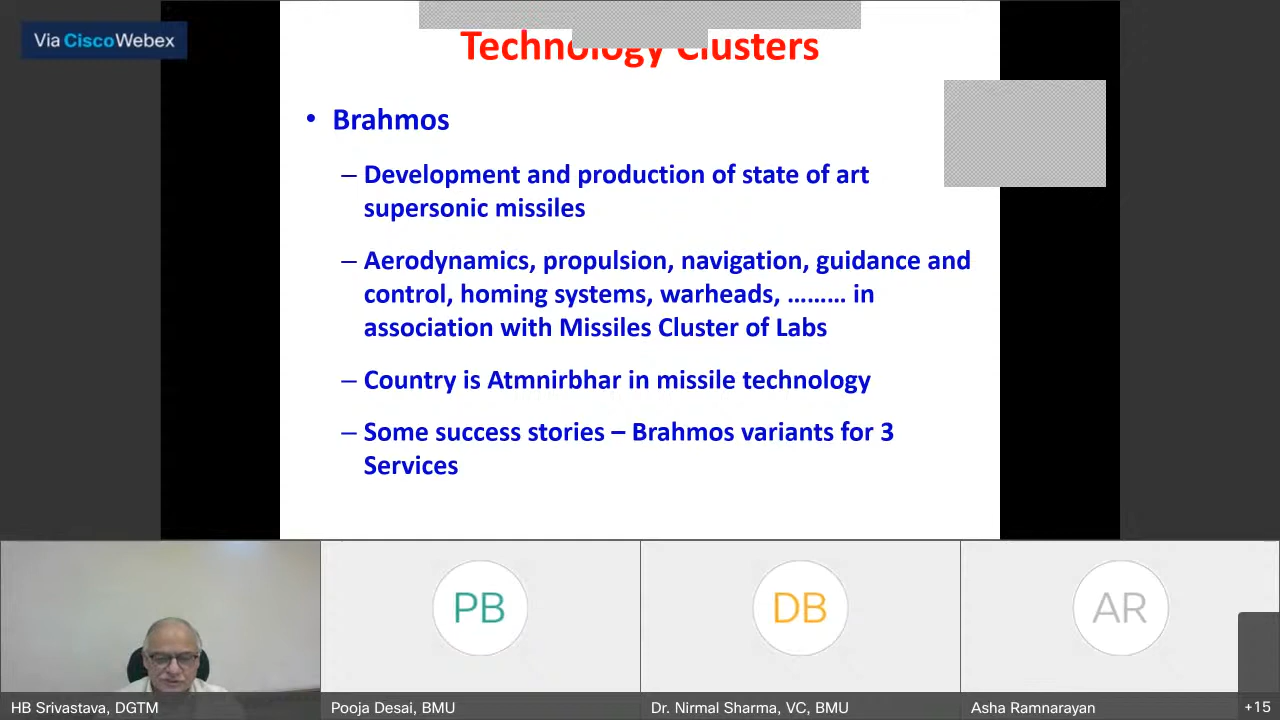 Via Cisco Webex
Technology Clusters
• Brahmos
– Development and production of state of art
supersonic missiles
– Aerodynamics, propulsion, navigation, guidance and
control, homing systems, warheads, ……… in
association with Missiles Cluster of Labs
– Country is Atmnirbhar in missile technology
– Some success stories – Brahmos variants for 3
Services
PB
DB
AR
HB Srivastava, DGTM
Pooja Desai, BMU
Dr. Nirmal Sharma, VC, BMU
Asha Ramnarayan
+15